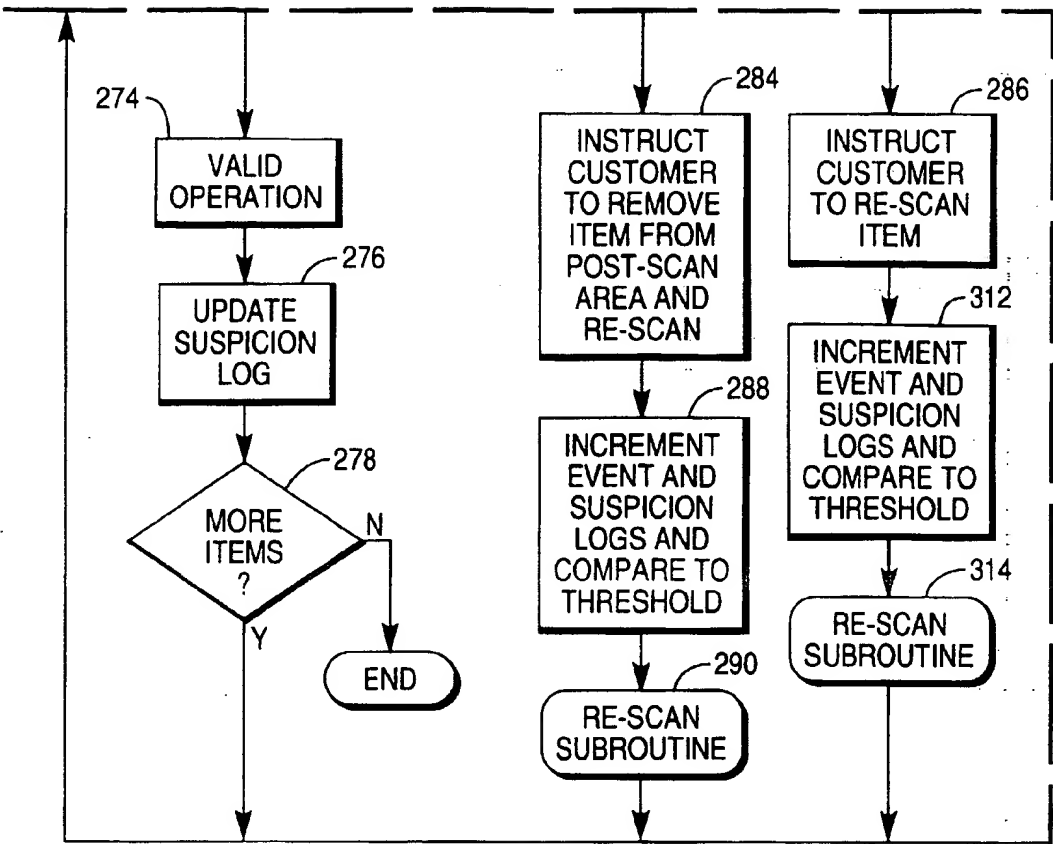 274
VALID
OPERATION
276
UPDATE
SUSPICION
LOG
278
MORE
ITEMS
?
N
Y
END
284
INSTRUCT
CUSTOMER
TO REMOVE
ITEM FROM
POST-SCAN
AREA AND
RE-SCAN
288
INCREMENT
EVENT AND
SUSPICION
LOGS AND
COMPARE TO
THRESHOLD
290
RE-SCAN
SUBROUTINE
286
INSTRUCT
CUSTOMER
TO RE-SCAN
ITEM
312
INCREMENT
EVENT AND
SUSPICION
LOGS AND
COMPARE TO
THRESHOLD
314
RE-SCAN
SUBROUTINE